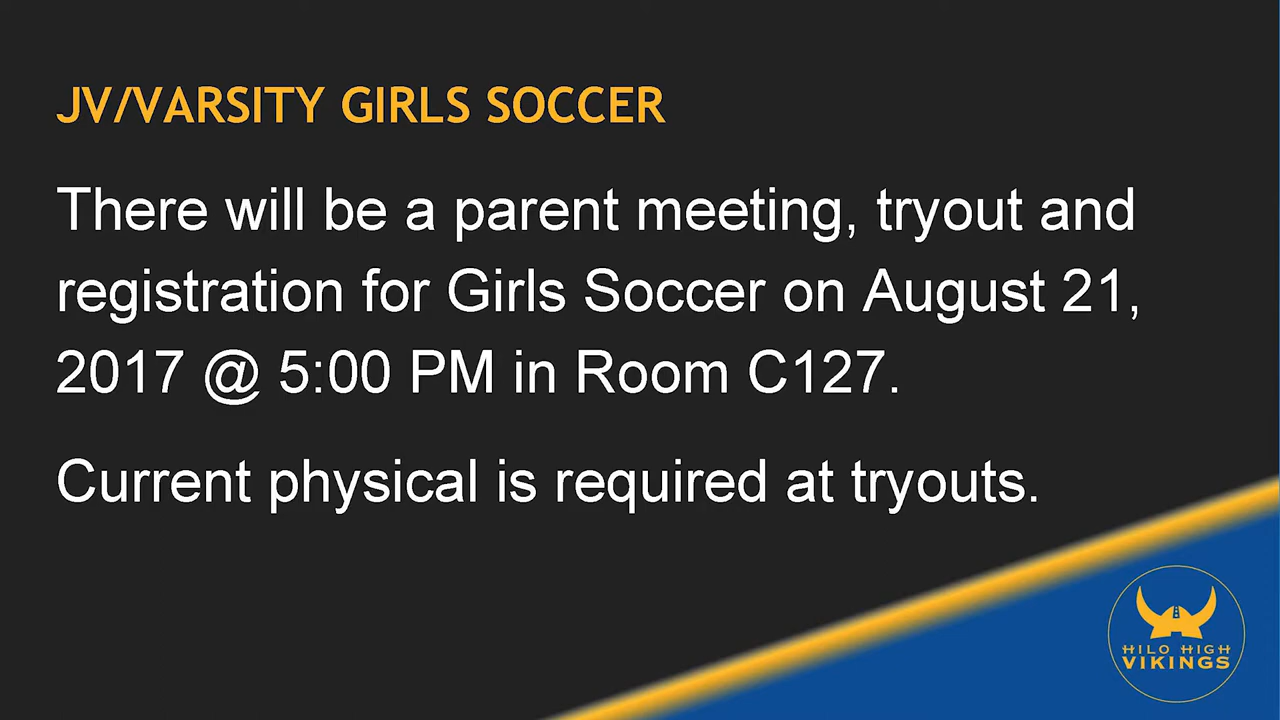 JV/VARSITY GIRLS SOCCER
There will be a parent meeting, tryout and
registration for Girls Soccer on August 21,
2017 @ 5:00 PM in Room C127.
Current physical is required at tryouts.
HILO HIGH
VIKINGS